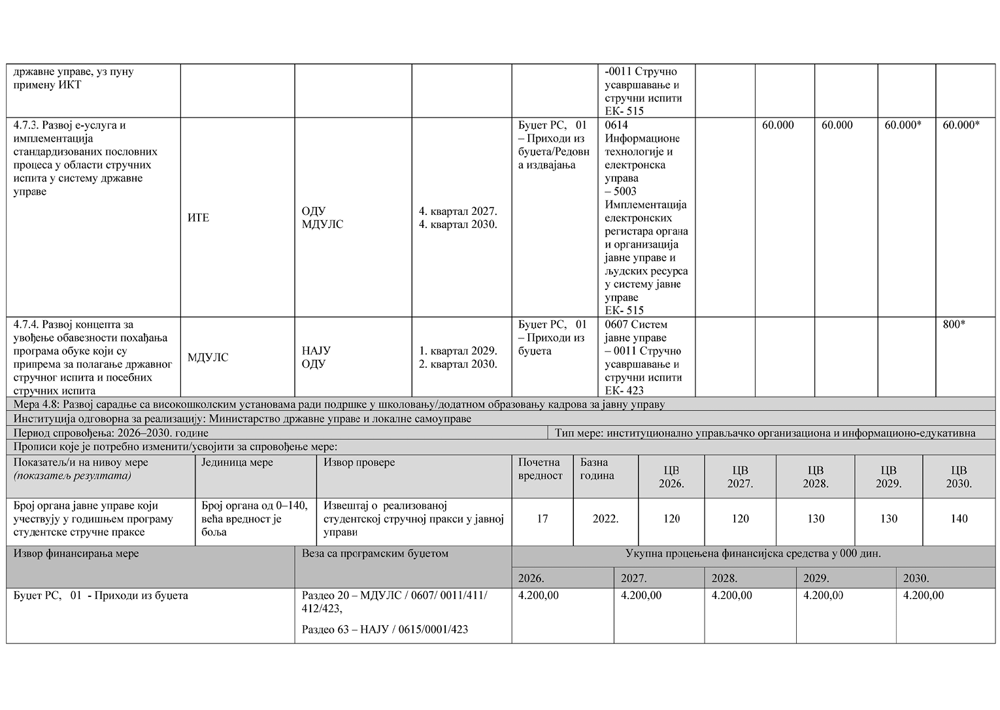 државне управе, уз пуну
примену ИКТ
-0011 Стручно
усавршавање и
стручни испити
ЕК- 515
4.7.3. Развој е-услуга и
имплементација
стандардизованих пословних
процеса у области стручних
испита у систему државне
управе
ИТЕ
ОДУ
МДУЛС
4. квартал 2027.
4. квартал 2030.
Буџет РС,   01
– Приходи из
буџета/Редовн
а издвајања
0614
Информационе
технологије и
електронска
управа
– 5003
Имплементација
електронских
регистара органа
и организација
јавне управе и
људских ресурса
у систему јавне
управе
ЕК- 515
60.000
60.000
60.000*
60.000*
4.7.4. Развој концепта за
увођење обавезности похађања
програма обуке који су
припрема за полагање државног
стручног испита и посебних
стручних испита
МДУЛС
НАЈУ
ОДУ
1. квартал 2029.
2. квартал 2030.
Буџет РС,   01
– Приходи из
буџета
0607 Систем
јавне управе
– 0011 Стручно
усавршавање и
стручни испити
ЕК- 423
800*
Мера 4.8: Развој сарадње са високошколским установама ради подршке у школовању/додатном образовању кадрова за јавну управу
Институција одговорна за реализацију: Министарство државне управе и локалне самоуправе
Период спровођења: 2026–2030. године
Тип мере: институционално управљачко организациона и информационо-едукативна
Прописи које је потребно изменити/усвојити за спровођење мере:
Показатељ/и на нивоу мере
(показатељ резултата)
Јединица мере
Извор провере
Почетна
вредност
Базна
година
ЦВ
2026.
ЦВ
2027.
ЦВ
2028.
ЦВ
2029.
ЦВ
2030.
Број органа јавне управе који
учествују у годишњем програму
студентске стручне праксе
Број органа од 0–140,
већа вредност је
боља
Извештај о  реализованој
студентској стручној пракси у јавној
управи
17
2022.
120
120
130
130
140
Извор финансирања мере
Веза са програмским буџетом
Укупна процењена финансијска средства у 000 дин.
2026.
2027.
2028.
2029.
2030.
Буџет РС,   01  - Приходи из буџета
Раздео 20 – МДУЛС / 0607/ 0011/411/
412/423,
Раздео 63 – НАЈУ / 0615/0001/423
4.200,00
4.200,00
4.200,00
4.200,00
4.200,00